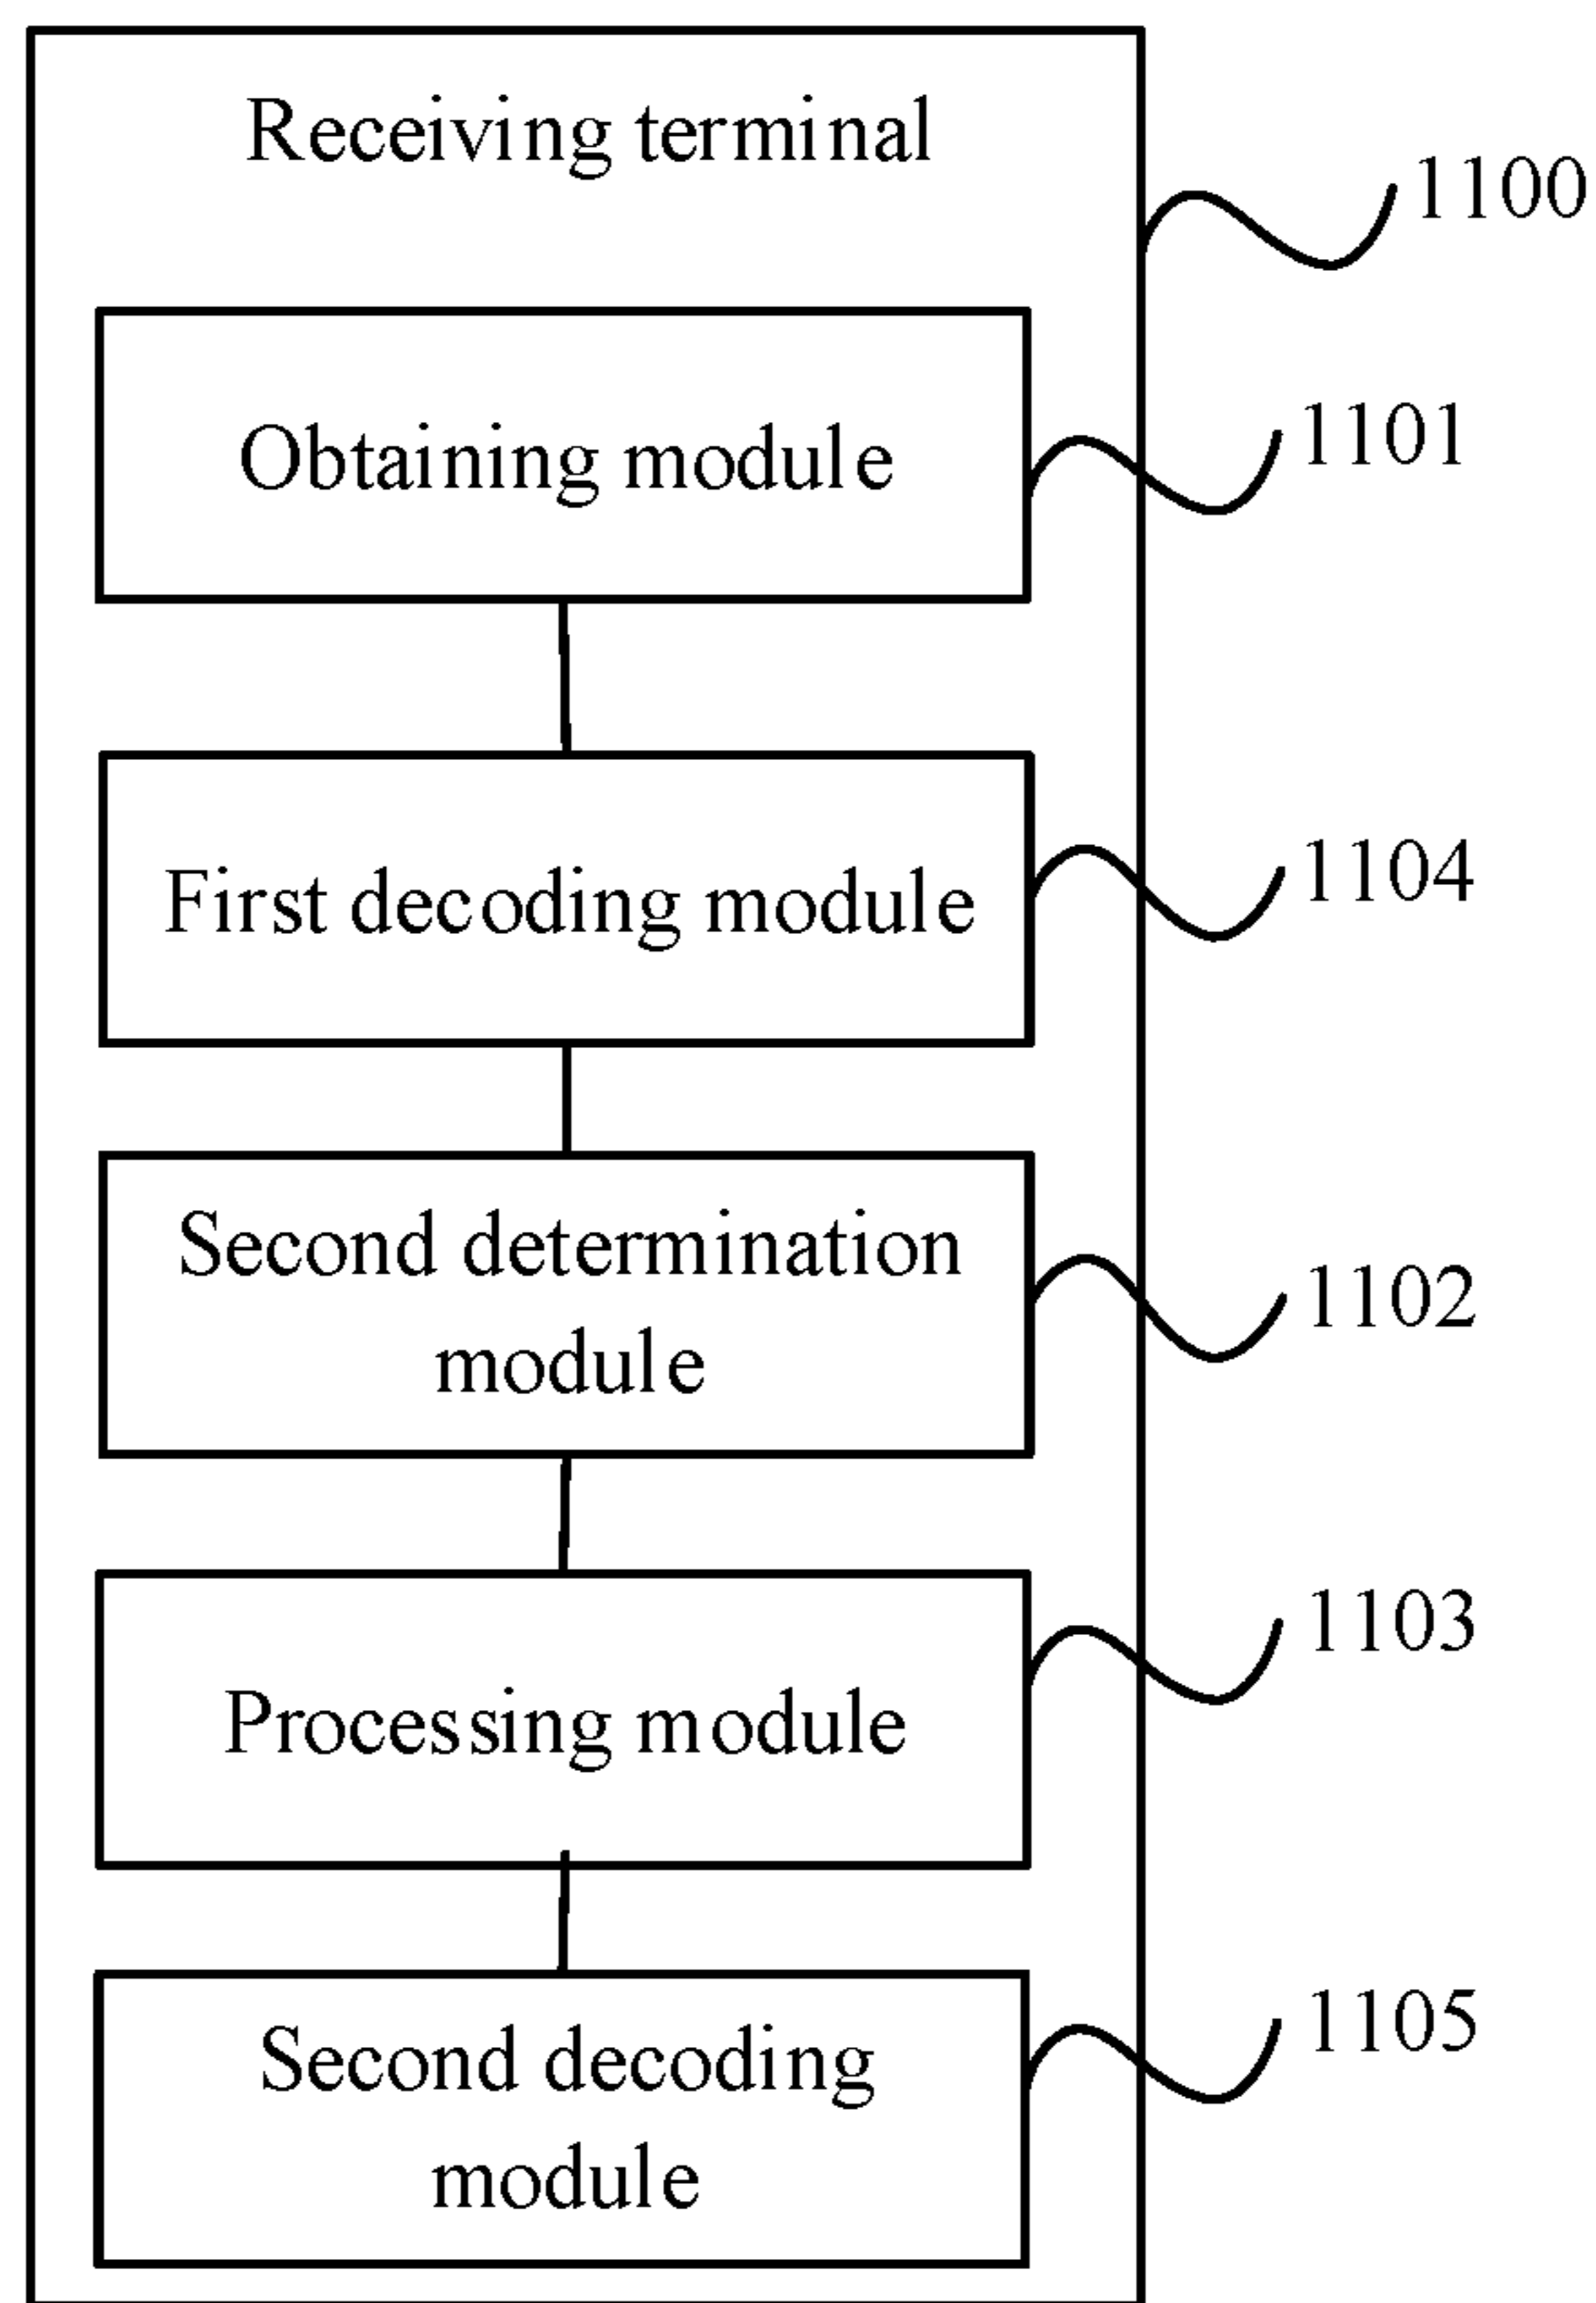 Receiving terminal
1100
Obtaining module
1101
First decoding module
1104
Second determination
module
1102
Processing module
1103
Second decoding
module
1105